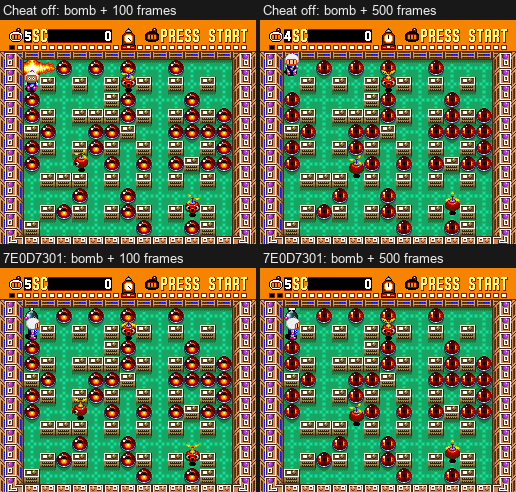 Cheat off: bomb + 100 frames
Cheat off: bomb + 500 frames
5SC 0 PRESS START
4SC 0 PRESS START
7E0D7301: bomb + 100 frames
7E0D7301: bomb + 500 frames
5SC 0 PRESS START
5SC 0 PRESS START